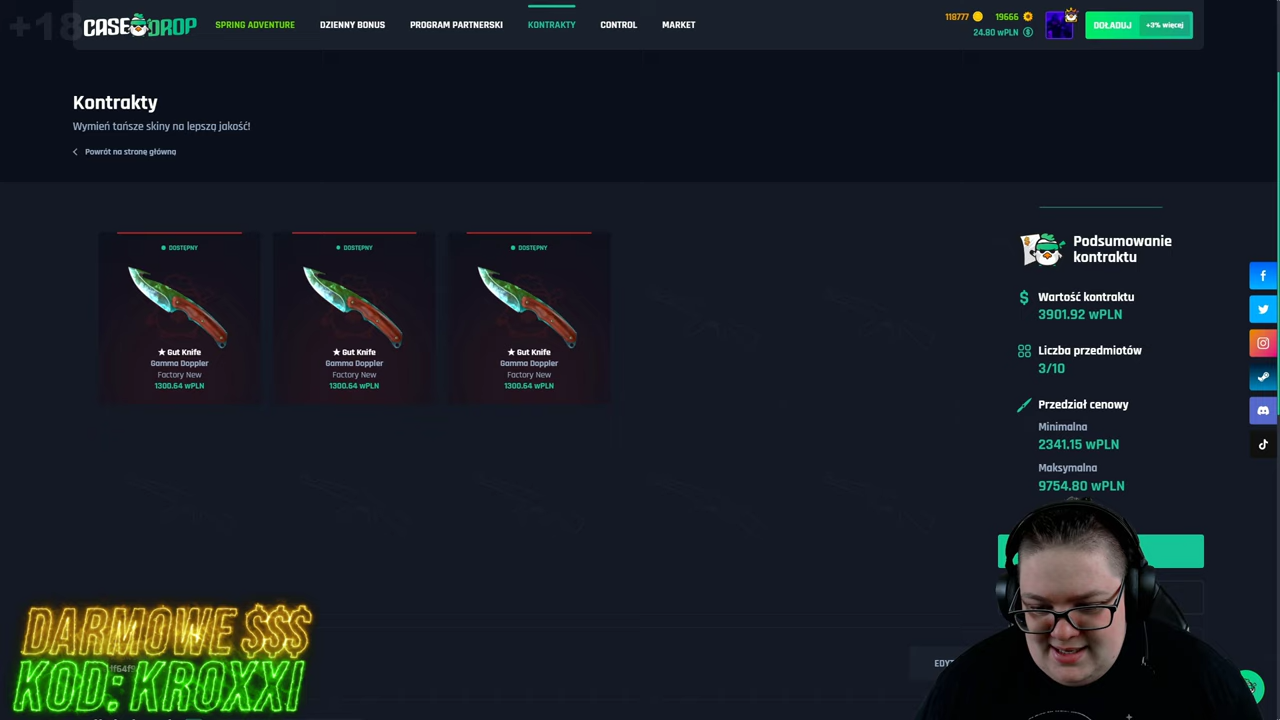 +18
CASE DROP
SPRING ADVENTURE
DZIENNY BONUS
PROGRAM PARTNERSKI
KONTRAKTY
CONTROL
MARKET
118777
19666
24.80 wPLN
DOŁADUJ
+3% więcej
Kontrakty
Wymień tańsze skiny na lepszą jakość!
Powrót na stronę główną
DOSTĘPNY
★ Gut Knife
Gamma Doppler
Factory New
1300.64 wPLN
DOSTĘPNY
★ Gut Knife
Gamma Doppler
Factory New
1300.64 wPLN
DOSTĘPNY
★ Gut Knife
Gamma Doppler
Factory New
1300.64 wPLN
Podsumowanie
kontraktu
Wartość kontraktu
3901.92 wPLN
Liczba przedmiotów
3/10
Przedział cenowy
Minimalna
2341.15 wPLN
Maksymalna
9754.80 wPLN
DARMOWE $$$
KOD: KROXXI